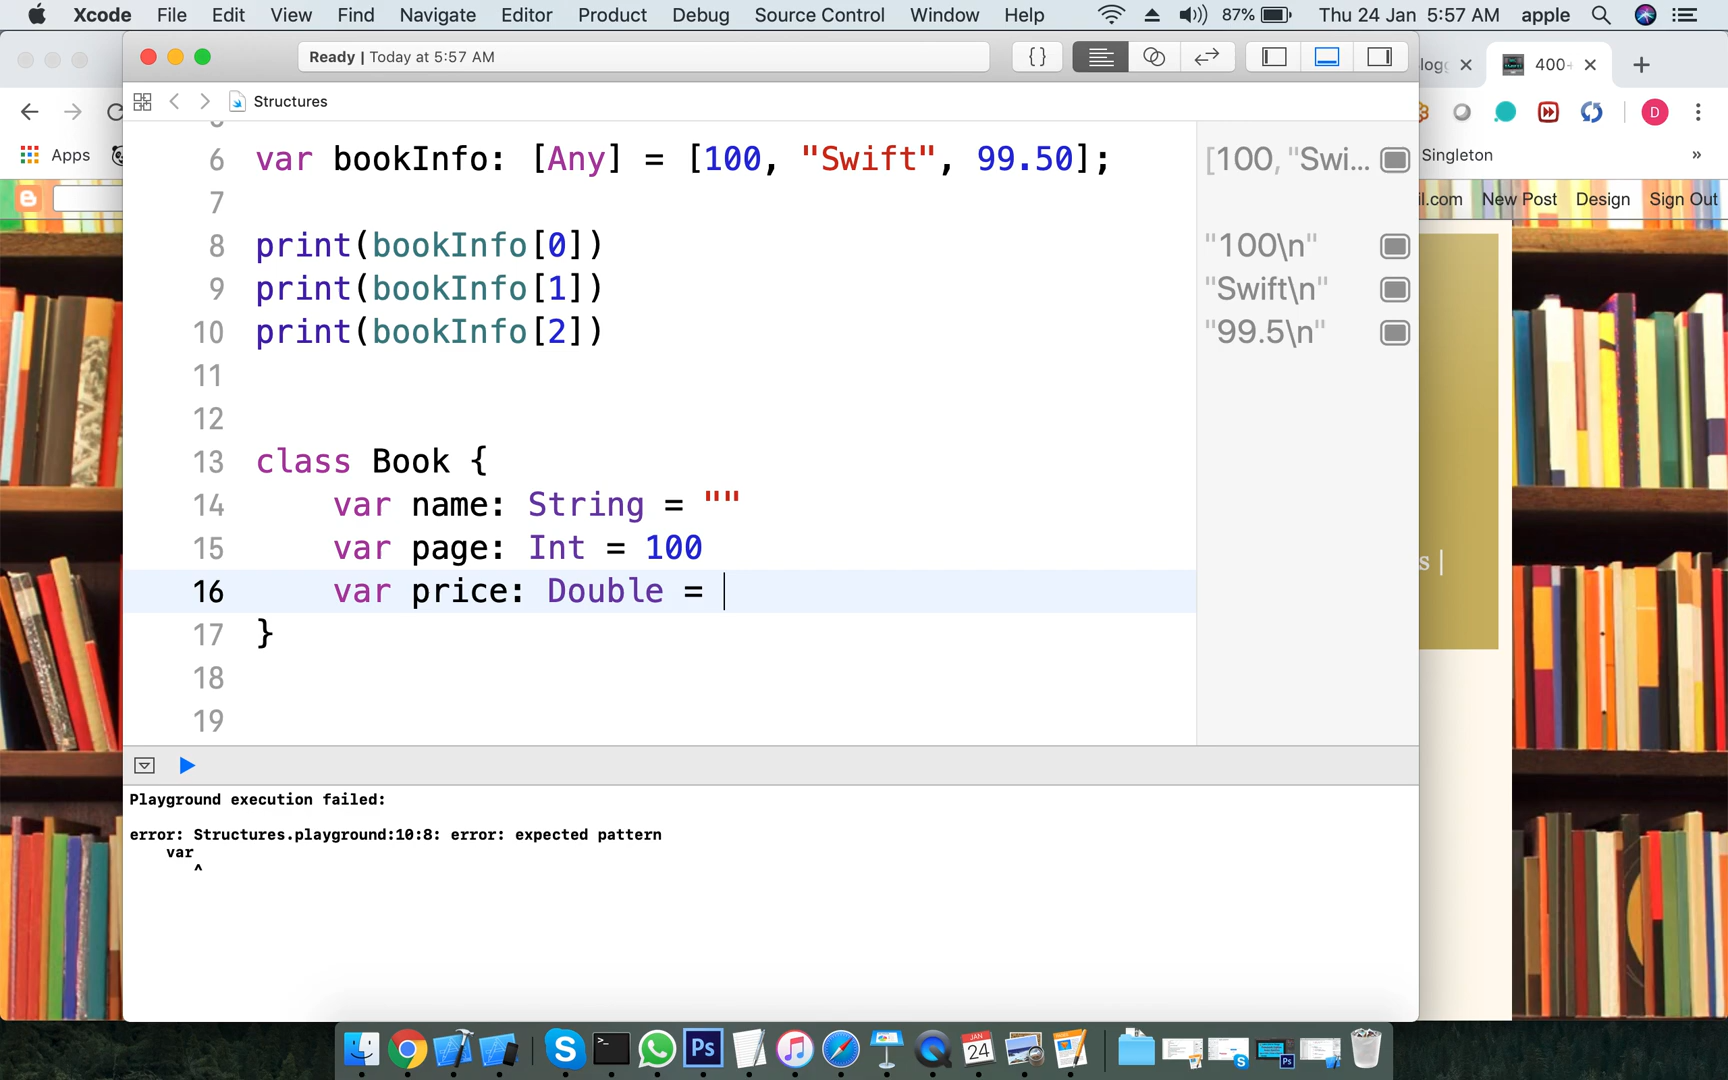 Xcode File Edit View Find Navigate Editor Product Debug Source Control Window Help 87% Thu 24 Jan 5:57 AM apple
Ready | Today at 5:57 AM
{}
400
D
Structures
Apps
Singleton
»
6 var bookInfo: [Any] = [100, "Swift", 99.50];
[100, "Swi...
7
il.com New Post Design Sign Out
8 print(bookInfo[0])
"100\n"
9 print(bookInfo[1])
"Swift\n"
10 print(bookInfo[2])
"99.5\n"
11
12
13 class Book {
14 var name: String = ""
15 var page: Int = 100
s |
16 var price: Double =
17 }
18
19
Playground execution failed:
error: Structures.playground:10:8: error: expected pattern
var
^
S
>_
Ps
JAN
24
S
Ps